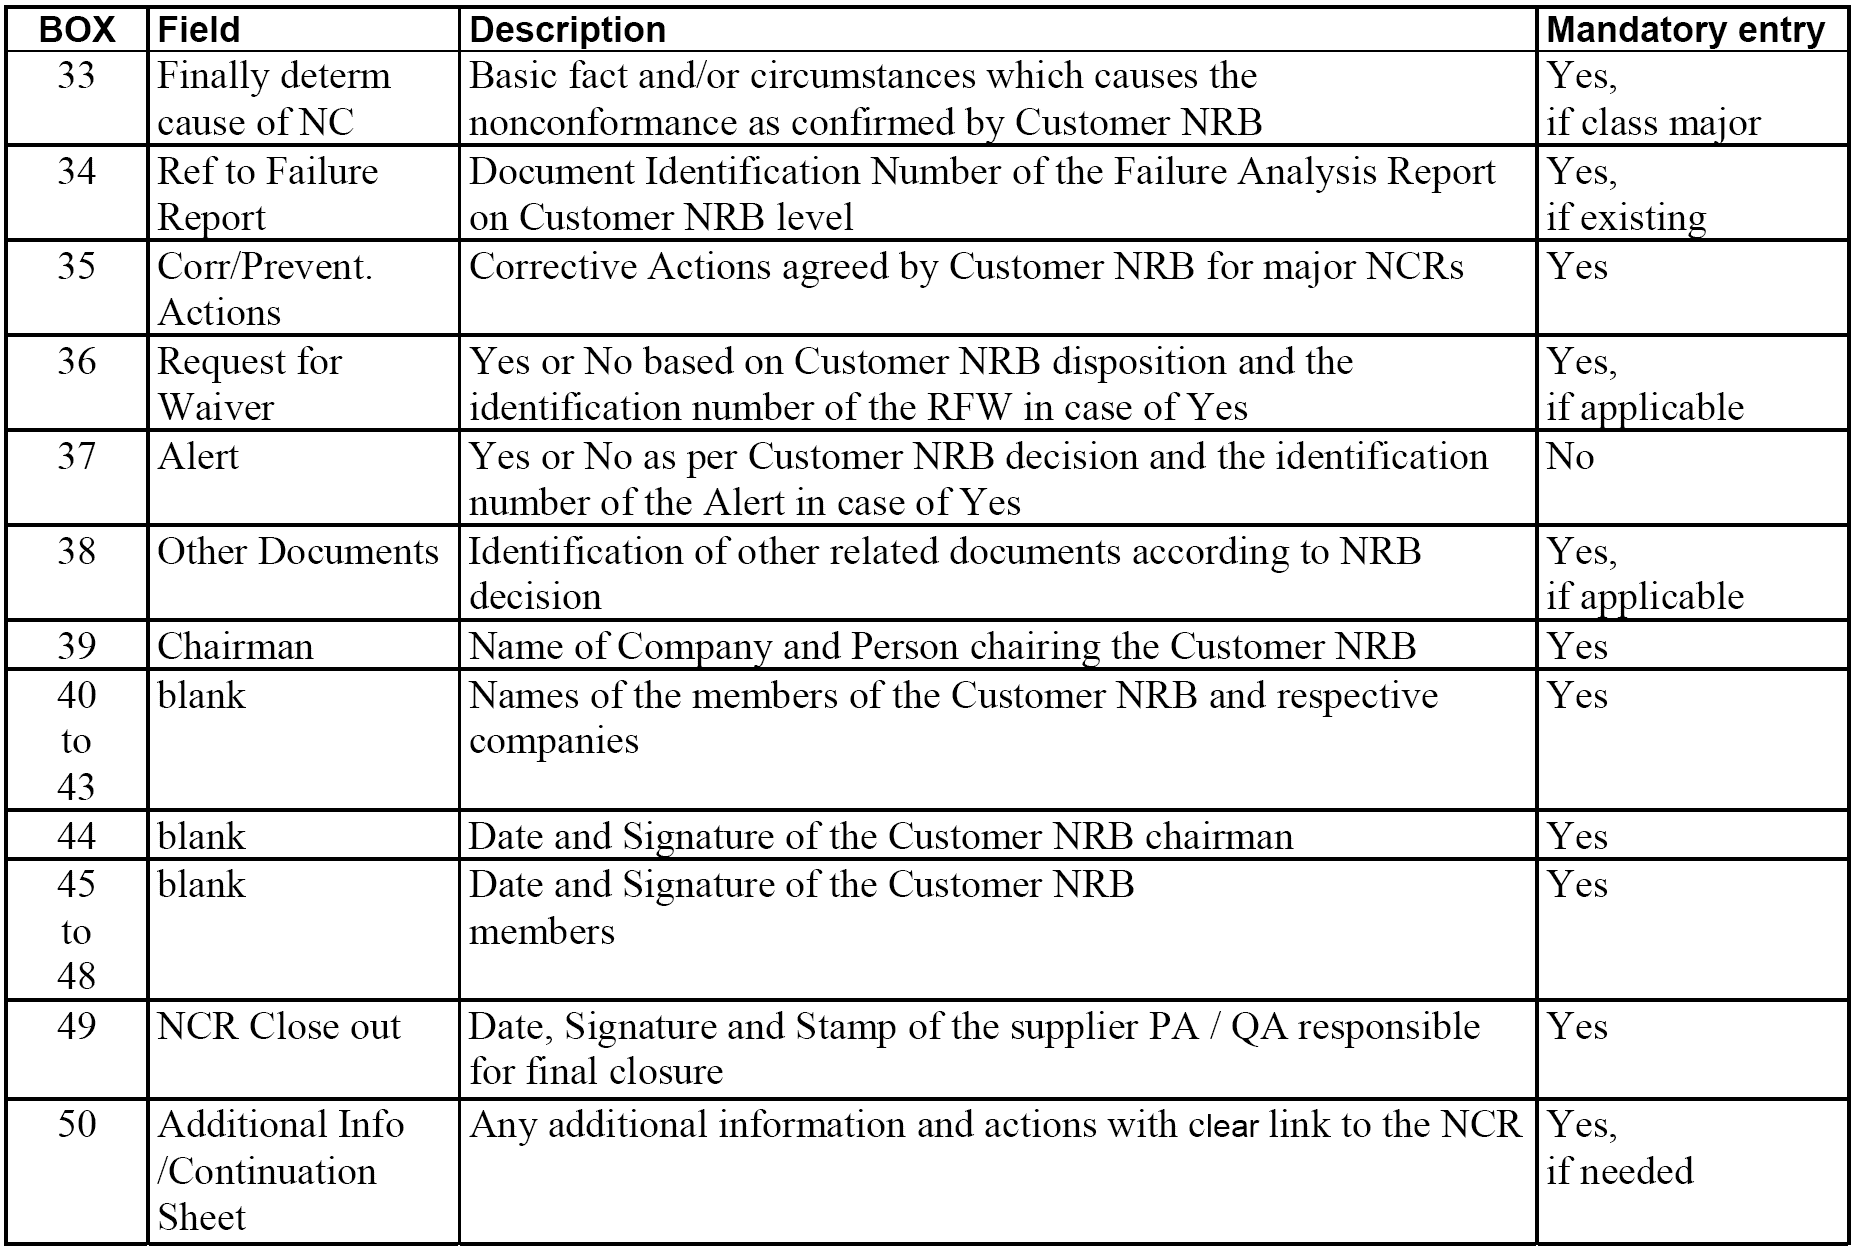 BOX Field Description Mandatory entry
33 Finally determ Basic fact and/or circumstances which causes the Yes,
cause of NC nonconformance as confirmed by Customer NRB if class major
34 Ref to Failure Document Identification Number of the Failure Analysis Report Yes,
Report on Customer NRB level if existing
35 Corr/Prevent. Corrective Actions agreed by Customer NRB for major NCRs Yes
Actions
36 Request for Yes or No based on Customer NRB disposition and the Yes,
Waiver identification number of the RFW in case of Yes if applicable
37 Alert Yes or No as per Customer NRB decision and the identification No
number of the Alert in case of Yes
38 Other Documents Identification of other related documents according to NRB Yes,
decision if applicable
39 Chairman Name of Company and Person chairing the Customer NRB Yes
40 blank Names of the members of the Customer NRB and respective Yes
to companies
43
44 blank Date and Signature of the Customer NRB chairman Yes
45 blank Date and Signature of the Customer NRB Yes
to members
48
49 NCR Close out Date, Signature and Stamp of the supplier PA / QA responsible Yes
for final closure
50 Additional Info Any additional information and actions with clear link to the NCR Yes,
/Continuation if needed
Sheet